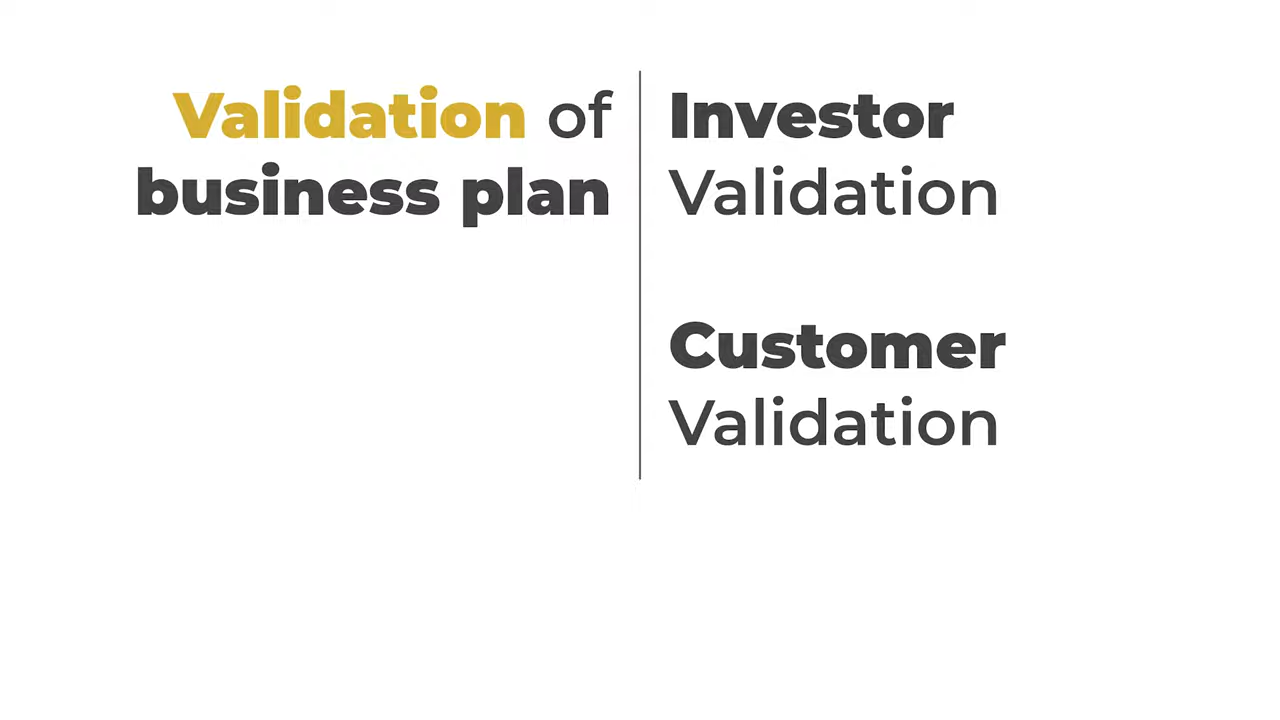 Validation of
business plan
Investor
Validation
Customer
Validation